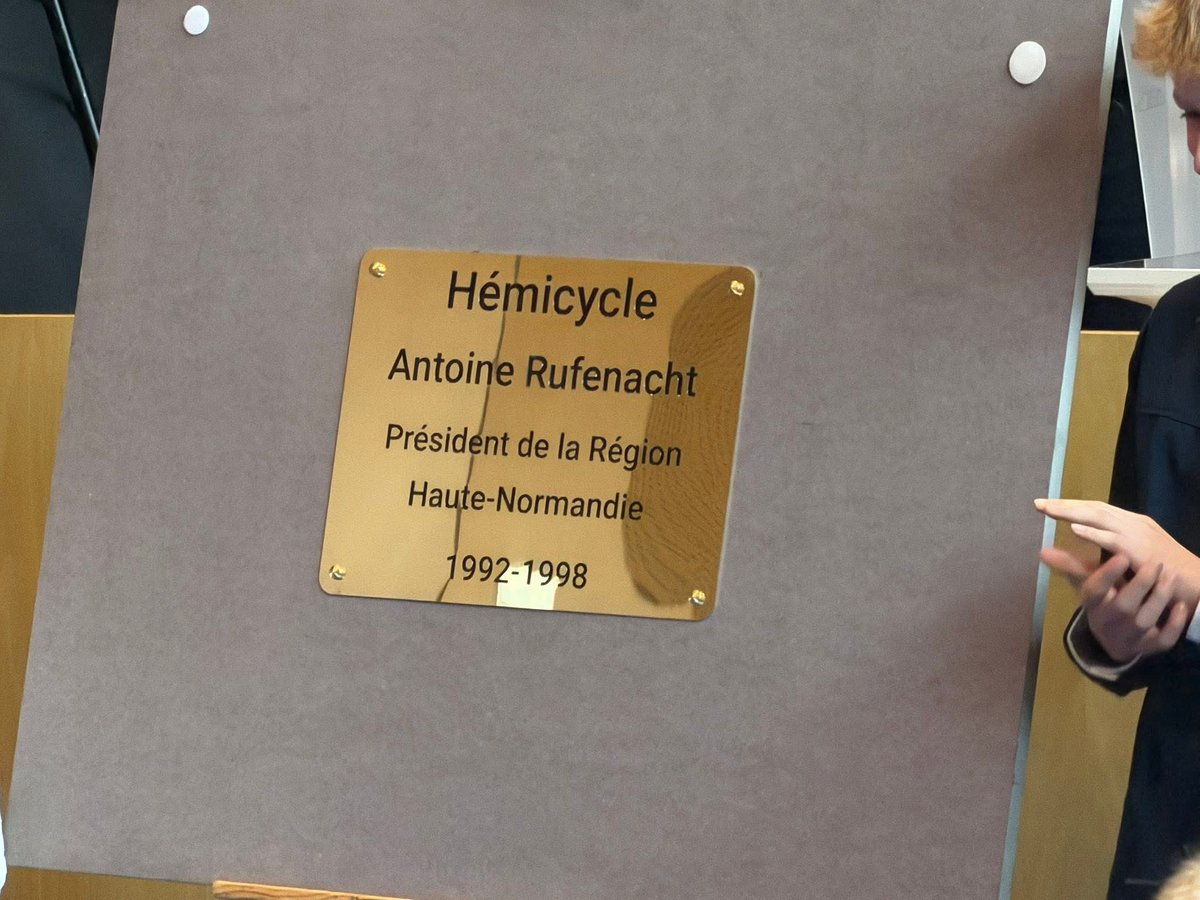 Hémicycle
Antoine Rufenacht
Président de la Région
Haute-Normandie
1992-1998